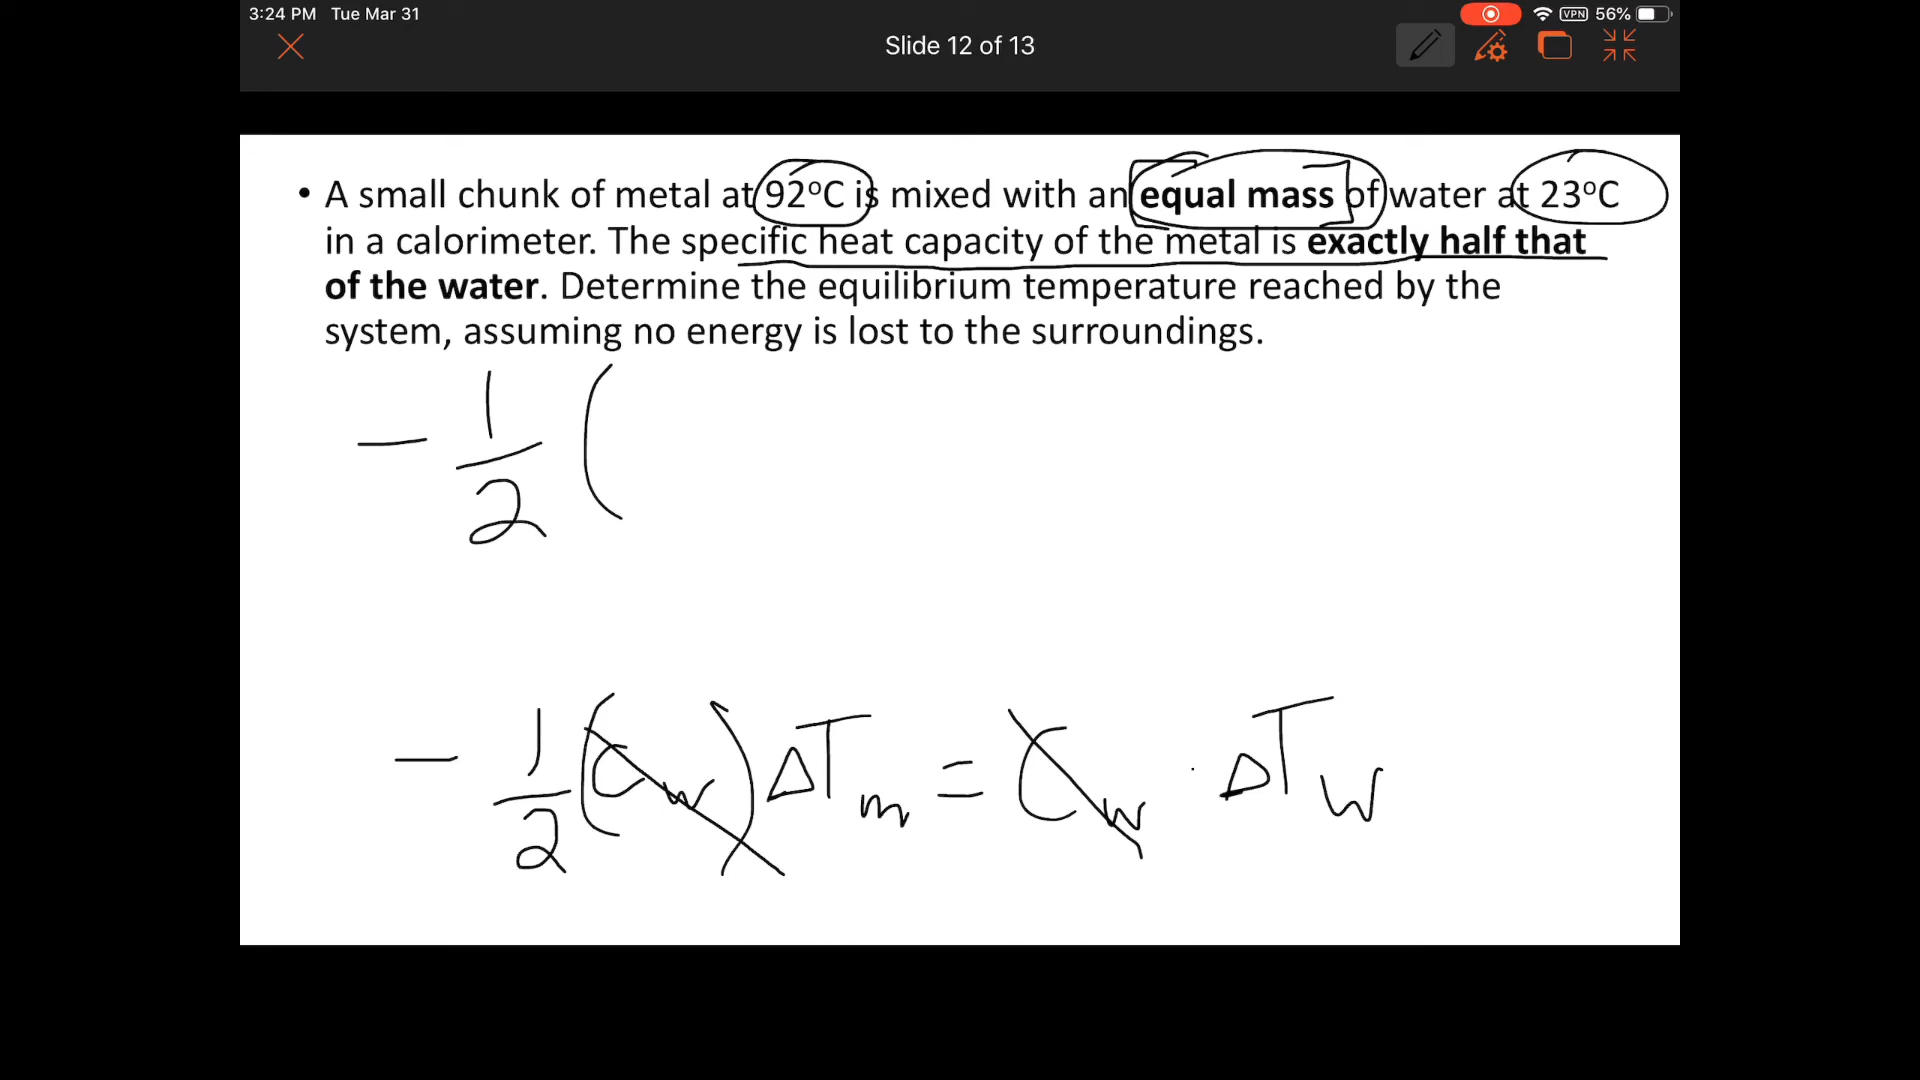 3:24 PM Tue Mar 31 VPN 56%
Slide 12 of 13
• A small chunk of metal at 92°C is mixed with an equal mass of water at 23°C
in a calorimeter. The specific heat capacity of the metal is exactly half that
of the water. Determine the equilibrium temperature reached by the
system, assuming no energy is lost to the surroundings.
- 1/2 (
- 1/2 (Cw) ΔTm = Cw · ΔTw